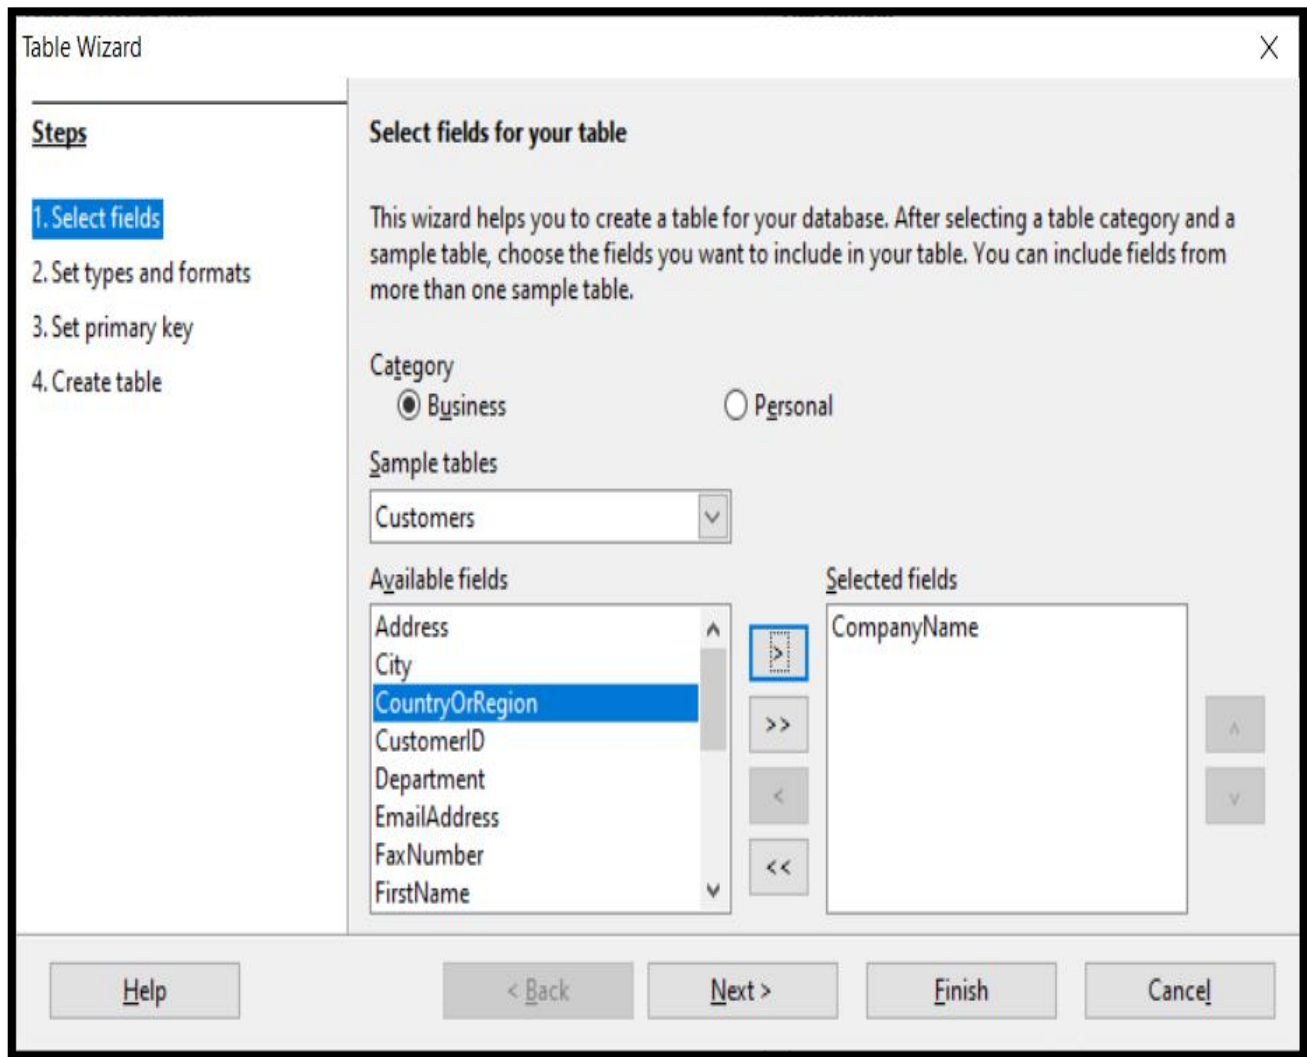 Table Wizard
X
Steps
1. Select fields
2. Set types and formats
3. Set primary key
4. Create table
Select fields for your table
This wizard helps you to create a table for your database. After selecting a table category and a
sample table, choose the fields you want to include in your table. You can include fields from
more than one sample table.
Category
Business
Personal
Sample tables
Customers
Available fields
Address
City
CountryOrRegion
CustomerID
Department
EmailAddress
FaxNumber
FirstName
>
>>
<
<<
Selected fields
CompanyName
Help
< Back
Next >
Finish
Cancel